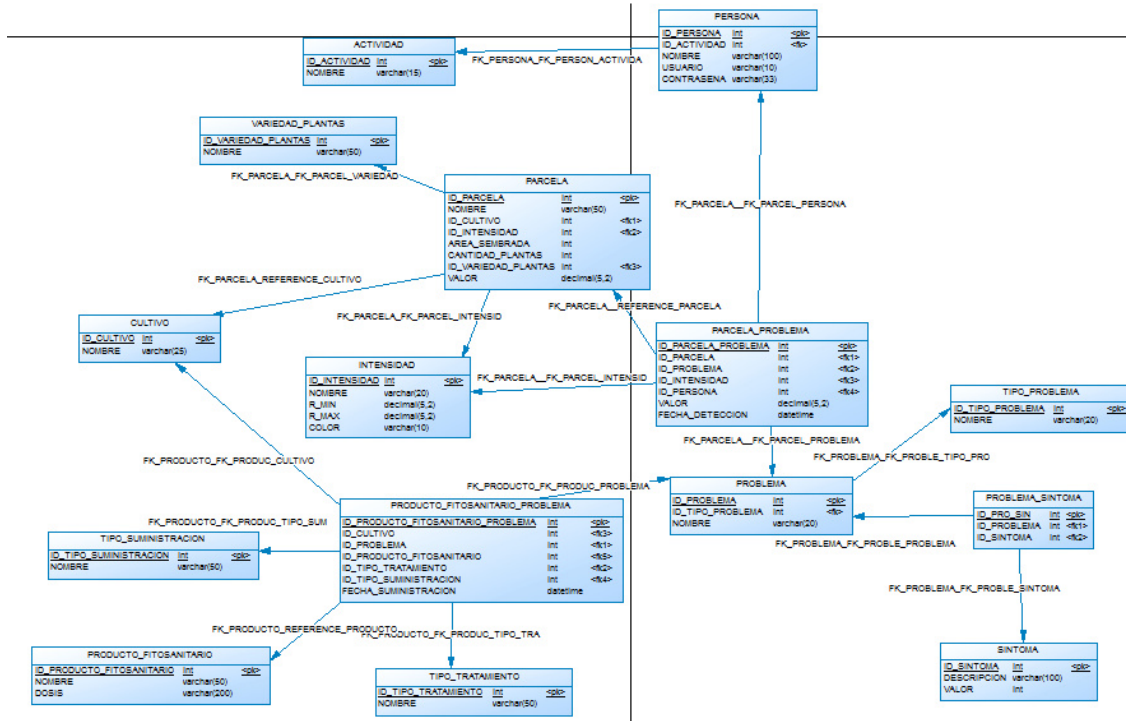 PERSONA
ID_PERSONA int <pk>
ID_ACTIVIDAD int <fk>
NOMBRE varchar(100)
USUARIO varchar(10)
CONTRASENA varchar(33)
ACTIVIDAD
ID_ACTIVIDAD int <pk>
NOMBRE varchar(15)
FK_PERSONA_FK_PERSON_ACTIVIDA
VARIEDAD_PLANTAS
ID_VARIEDAD_PLANTAS int <pk>
NOMBRE varchar(50)
FK_PARCELA_FK_PARCEL_VARIEDAD
PARCELA
ID_PARCELA int <pk>
NOMBRE varchar(50)
ID_CULTIVO int <fk1>
ID_INTENSIDAD int <fk2>
AREA_SEMBRADA int
CANTIDAD_PLANTAS int
ID_VARIEDAD_PLANTAS int <fk3>
VALOR decimal(5,2)
FK_PARCELA__FK_PARCEL_PERSONA
FK_PARCELA_REFERENCE_CULTIVO
FK_PARCELA__REFERENCE_PARCELA
FK_PARCELA_FK_PARCEL_INTENSID
CULTIVO
ID_CULTIVO int <pk>
NOMBRE varchar(25)
PARCELA_PROBLEMA
ID_PARCELA_PROBLEMA int <pk>
ID_PARCELA int <fk1>
ID_PROBLEMA int <fk2>
ID_INTENSIDAD int <fk3>
ID_PERSONA int <fk4>
VALOR decimal(5,2)
FECHA_DETECCION datetime
INTENSIDAD
ID_INTENSIDAD int <pk>
NOMBRE varchar(20)
R_MIN decimal(5,2)
R_MAX decimal(5,2)
COLOR varchar(10)
FK_PARCELA__FK_PARCEL_INTENSID
TIPO_PROBLEMA
ID_TIPO_PROBLEMA int <pk>
NOMBRE varchar(20)
FK_PARCELA__FK_PARCEL_PROBLEMA
FK_PROBLEMA_FK_PROBLE_TIPO_PRO
FK_PRODUCTO_FK_PRODUC_CULTIVO
FK_PRODUCTO_FK_PRODUC_PROBLEMA
PROBLEMA
ID_PROBLEMA int <pk>
ID_TIPO_PROBLEMA int <fk>
NOMBRE varchar(20)
PROBLEMA_SINTOMA
ID_PRO_SIN int <pk>
ID_PROBLEMA int <fk1>
ID_SINTOMA int <fk2>
FK_PROBLEMA_FK_PROBLE_PROBLEMA
PRODUCTO_FITOSANITARIO_PROBLEMA
ID_PRODUCTO_FITOSANITARIO_PROBLEMA int <pk>
ID_CULTIVO int <fk3>
ID_PROBLEMA int <fk1>
ID_PRODUCTO_FITOSANITARIO int <fk5>
ID_TIPO_TRATAMIENTO int <fk2>
ID_TIPO_SUMINISTRACION int <fk4>
FECHA_SUMINISTRACION datetime
FK_PRODUCTO_FK_PRODUC_TIPO_SUM
TIPO_SUMINISTRACION
ID_TIPO_SUMINISTRACION int <pk>
NOMBRE varchar(50)
FK_PROBLEMA_FK_PROBLE_SINTOMA
FK_PRODUCTO_REFERENCE_PRODUCTO
FK_PRODUCTO_FK_PRODUC_TIPO_TRA
PRODUCTO_FITOSANITARIO
ID_PRODUCTO_FITOSANITARIO int <pk>
NOMBRE varchar(50)
DOSIS varchar(200)
TIPO_TRATAMIENTO
ID_TIPO_TRATAMIENTO int <pk>
NOMBRE varchar(50)
SINTOMA
ID_SINTOMA int <pk>
DESCRIPCION varchar(100)
VALOR int